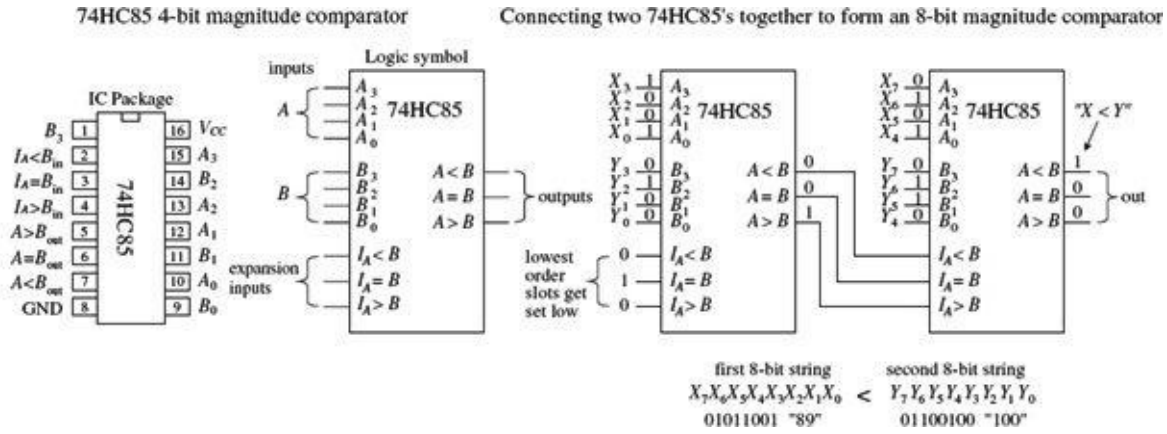 74HC85 4-bit magnitude comparator
Connecting two 74HC85's together to form an 8-bit magnitude comparator
IC Package
B3 1 16 Vcc
IA<Bin 2 15 A3
IA=Bin 3 14 B2
IA>Bin 4 13 A2
A>Bout 5 12 A1
A=Bout 6 11 B1
A<Bout 7 10 A0
GND 8 9 B0
74HC85
Logic symbol
inputs
A
A3
A2
A1
A0
74HC85
B
B3
B2
B1
B0
A < B
A = B
A > B
outputs
expansion
inputs
IA < B
IA = B
IA > B
X3 1 A3
X2 0 A2
X1 0 A1
X0 1 A0
74HC85
Y3 0 B3
Y2 1 B2
Y1 0 B1
Y0 0 B0
A < B 0
A = B 0
A > B 1
lowest
order
slots get
set low
0 IA < B
1 IA = B
0 IA > B
X7 0 A3
X6 1 A2
X5 0 A1
X4 1 A0
74HC85
"X < Y"
Y7 0 B3
Y6 1 B2
Y5 1 B1
Y4 0 B0
A < B 1
A = B 0
A > B 0
out
IA < B
IA = B
IA > B
first 8-bit string second 8-bit string
X7X6X5X4X3X2X1X0 < Y7Y6Y5Y4Y3Y2Y1Y0
01011001 "89" 01100100 "100"